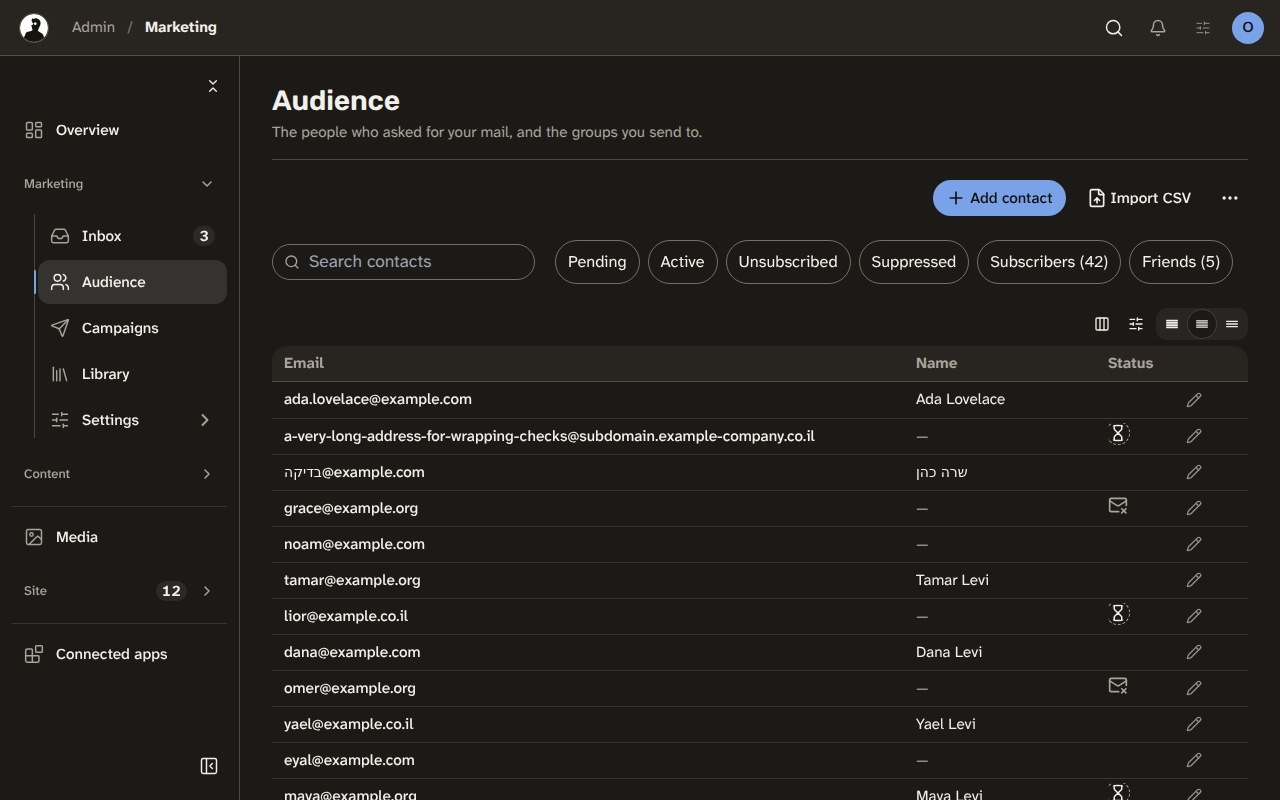 Admin / Marketing
O
Overview
Marketing
Inbox 3
Audience
Campaigns
Library
Settings
Content
Media
Site 12
Connected apps
Audience
The people who asked for your mail, and the groups you send to.
Add contact
Import CSV
Search contacts
Pending
Active
Unsubscribed
Suppressed
Subscribers (42)
Friends (5)
Email Name Status
ada.lovelace@example.com Ada Lovelace
a-very-long-address-for-wrapping-checks@subdomain.example-company.co.il —
בדיקה@example.com שרה כהן
grace@example.org —
noam@example.com —
tamar@example.org Tamar Levi
lior@example.co.il —
dana@example.com Dana Levi
omer@example.org —
yael@example.co.il Yael Levi
eyal@example.com —
maya@example.org Maya Levi